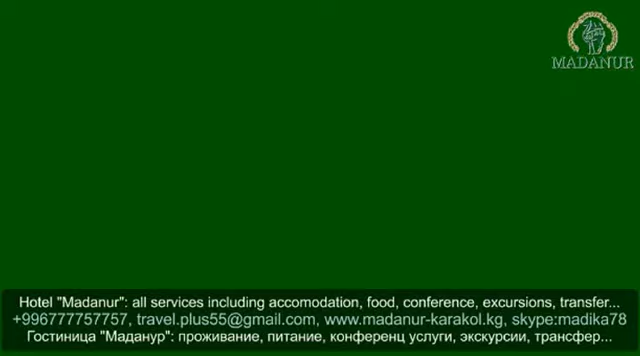 MADANUR
Hotel "Madanur": all services including accomodation, food, conference, excursions, transfer...
+996777757757, travel.plus55@gmail.com, www.madanur-karakol.kg, skype:madika78
Гостиница "Маданур": проживание, питание, конференц услуги, экскурсии, трансфер...